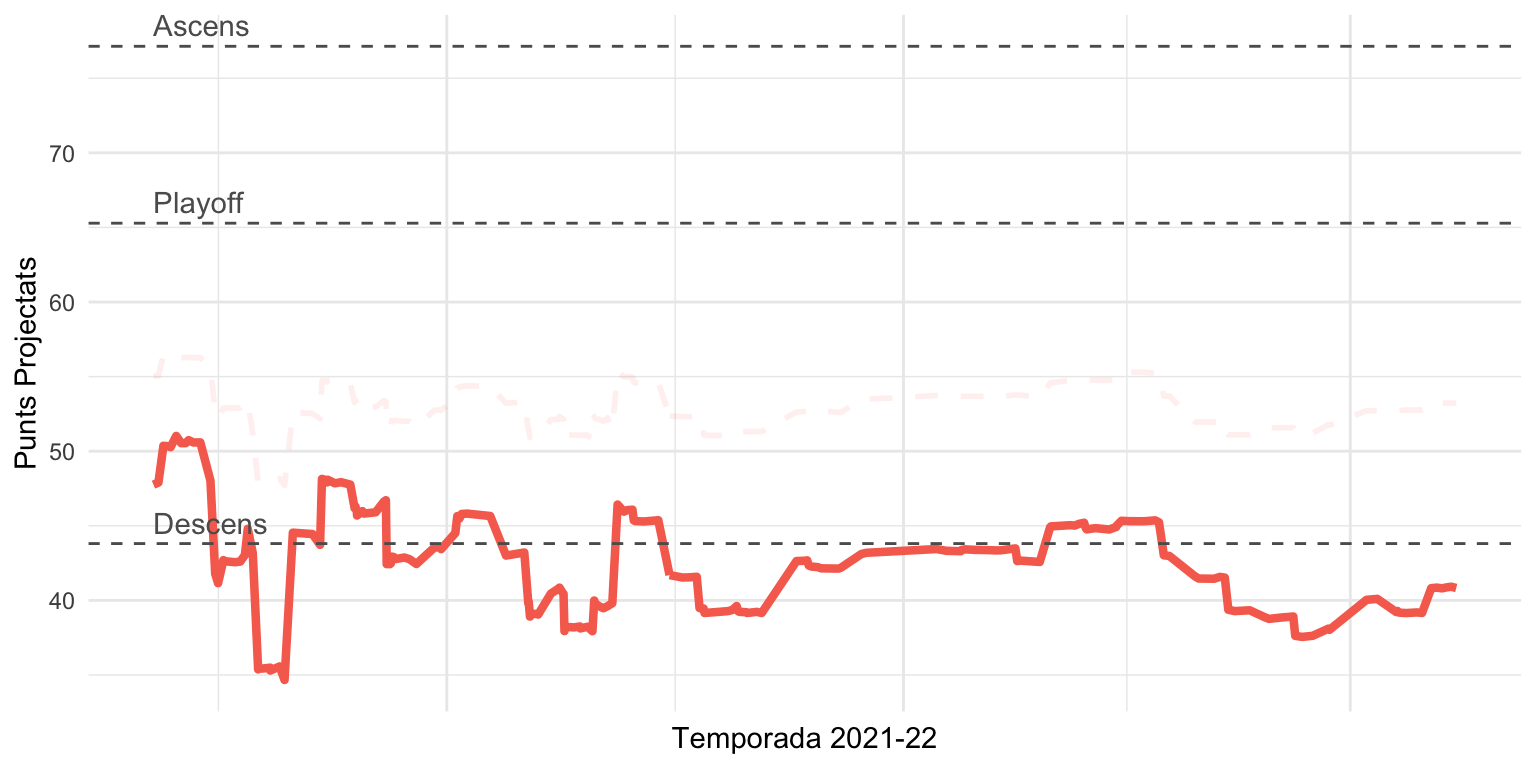 Ascens
70
Playoff
60
Punts Projectats
50
Descens
40
Temporada 2021-22